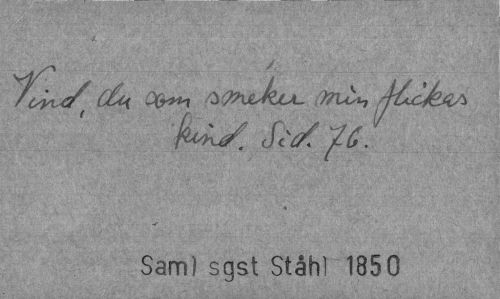 Vind, du som smeker min flickas
kind. Sid. 76.
Saml sgst Ståhl 1850